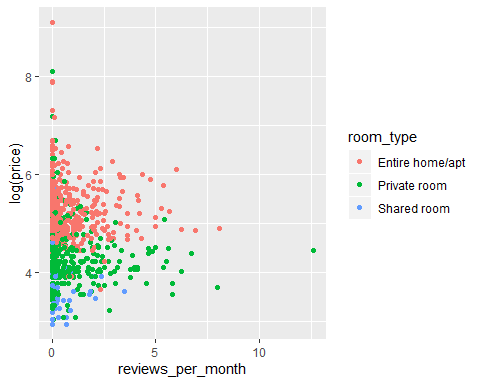 8
6
4
log(price)
0
5
10
reviews_per_month
room_type
Entire home/apt
Private room
Shared room